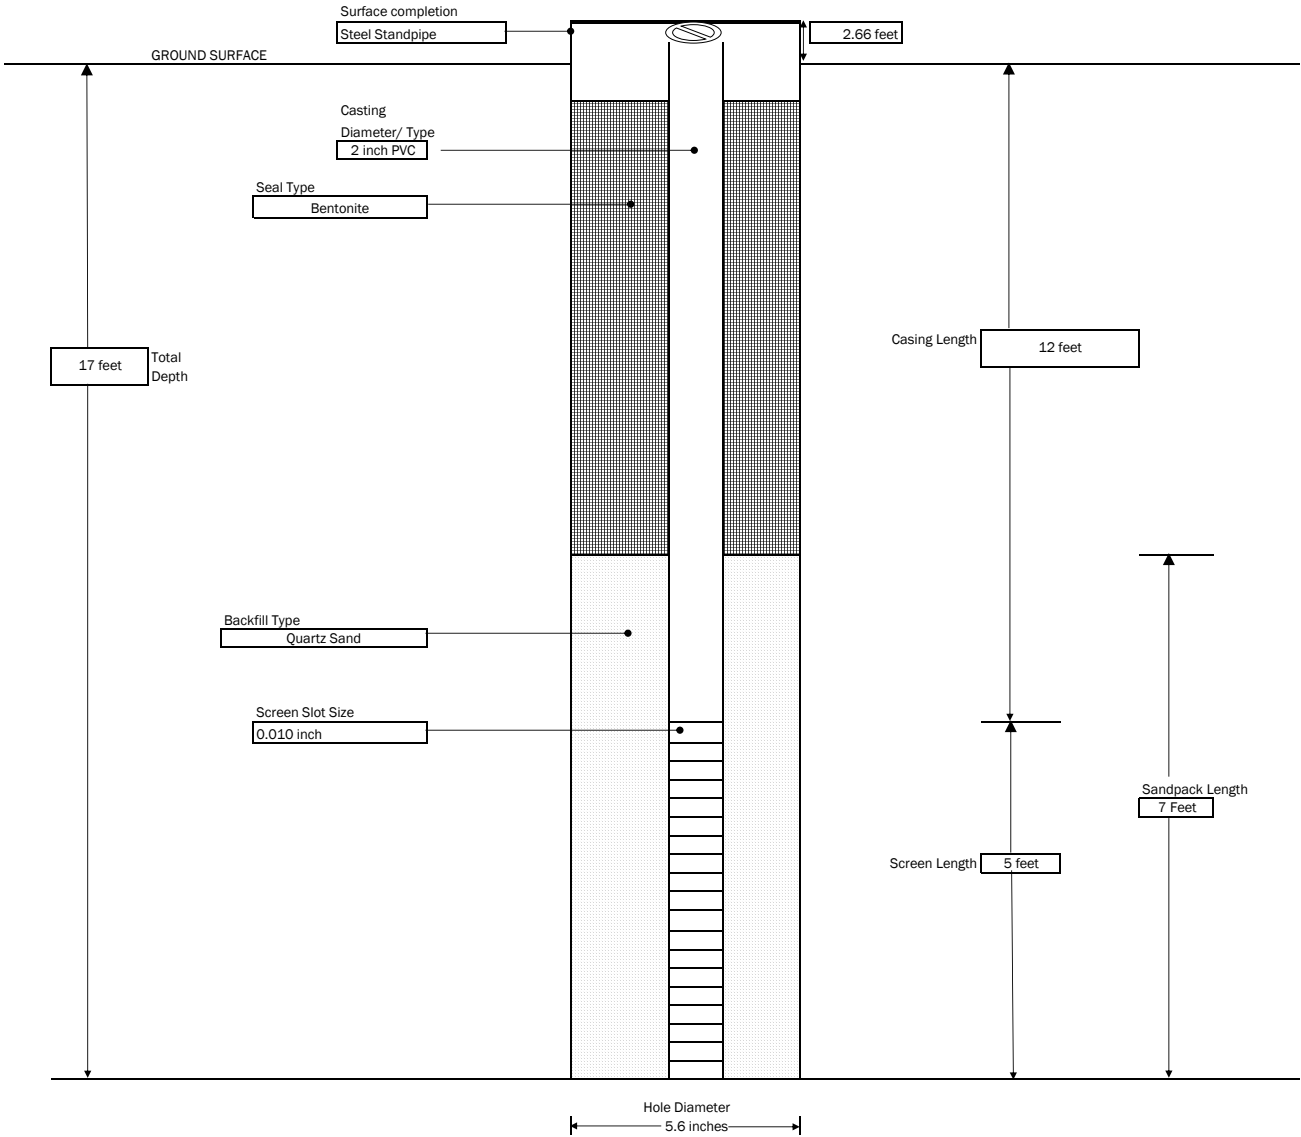 Surface completion
Steel Standpipe
2.66 feet
GROUND SURFACE
Casting
Diameter/ Type
2 inch PVC
Seal Type
Bentonite
Casing Length
12 feet
17 feet
Total
Depth
Backfill Type
Quartz Sand
Screen Slot Size
0.010 inch
Sandpack Length
7 Feet
Screen Length
5 feet
Hole Diameter
5.6 inches